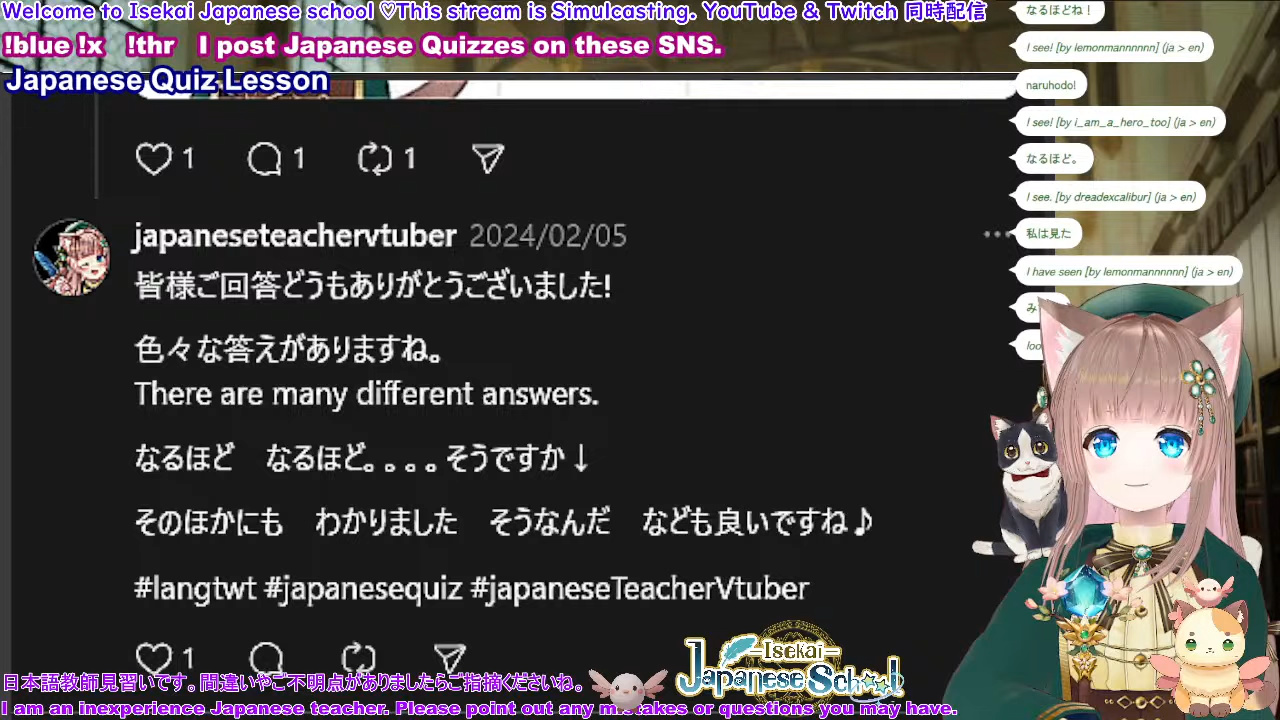 Welcome to Isekai Japanese school ♡This stream is Simulcasting. YouTube & Twitch 同時配信
!blue !x !thr I post Japanese Quizzes on these SNS.
Japanese Quiz Lesson
1 1 1
japaneseteachervtuber 2024/02/05
皆様ご回答どうもありがとうございました!
色々な答えがありますね。
There are many different answers.
なるほど なるほど。。。。そうですか↓
そのほかにも わかりました そうなんだ なども良いですね♪
#langtwt #japanesequiz #japaneseTeacherVtuber
1
なるほどね！
I see! [by lemonmannnnnn] (ja > en)
naruhodo!
I see! [by i_am_a_hero_too] (ja > en)
なるほど。
I see. [by dreadexcalibur] (ja > en)
私は見た
I have seen [by lemonmannnnnn] (ja > en)
み
loo
Isekai
Japanese School
日本語教師見習いです。間違いやご不明点がありましたらご指摘くださいね。
I am an inexperience Japanese teacher. Please point out any mistakes or questions you may have.